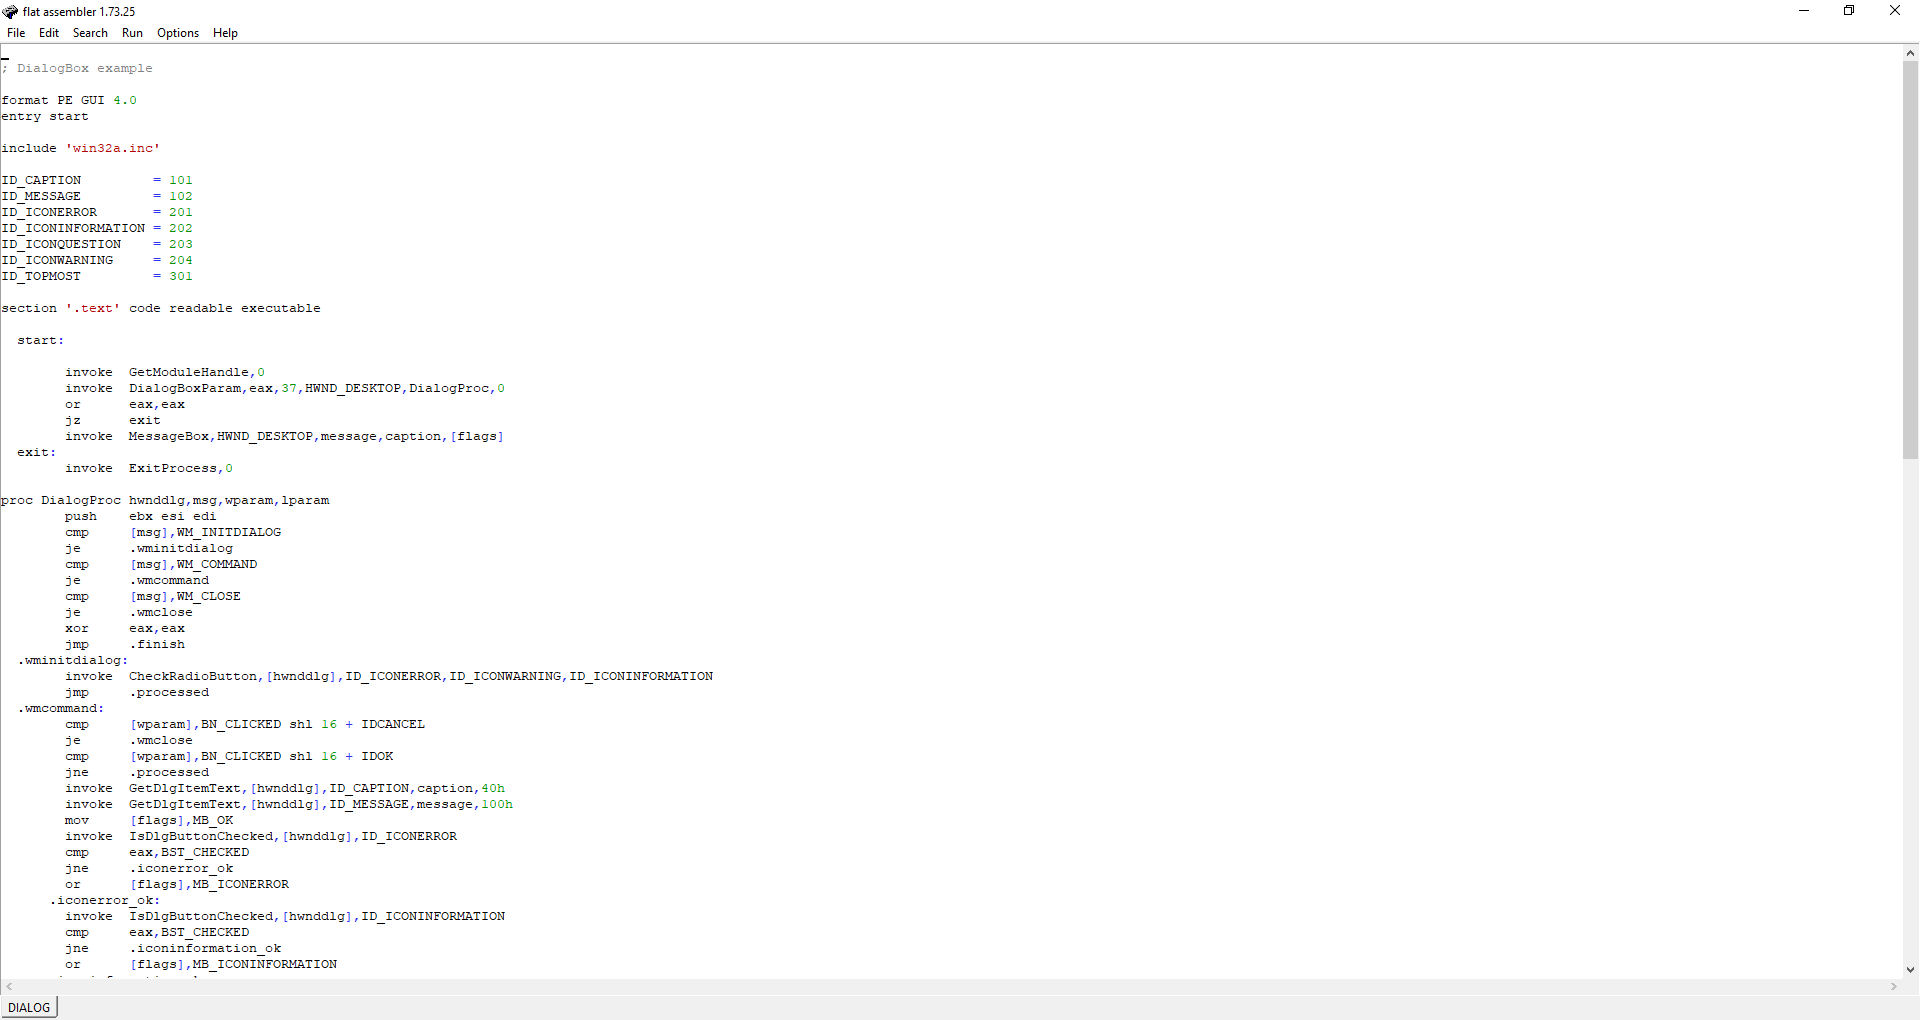 flat assembler 1.73.25
File Edit Search Run Options Help
; DialogBox example
format PE GUI 4.0
entry start
include 'win32a.inc'
ID_CAPTION         = 101
ID_MESSAGE         = 102
ID_ICONERROR       = 201
ID_ICONINFORMATION = 202
ID_ICONQUESTION    = 203
ID_ICONWARNING     = 204
ID_TOPMOST         = 301
section '.text' code readable executable
  start:
        invoke  GetModuleHandle,0
        invoke  DialogBoxParam,eax,37,HWND_DESKTOP,DialogProc,0
        or      eax,eax
        jz      exit
        invoke  MessageBox,HWND_DESKTOP,message,caption,[flags]
  exit:
        invoke  ExitProcess,0
proc DialogProc hwnddlg,msg,wparam,lparam
        push    ebx esi edi
        cmp     [msg],WM_INITDIALOG
        je      .wminitdialog
        cmp     [msg],WM_COMMAND
        je      .wmcommand
        cmp     [msg],WM_CLOSE
        je      .wmclose
        xor     eax,eax
        jmp     .finish
  .wminitdialog:
        invoke  CheckRadioButton,[hwnddlg],ID_ICONERROR,ID_ICONWARNING,ID_ICONINFORMATION
        jmp     .processed
  .wmcommand:
        cmp     [wparam],BN_CLICKED shl 16 + IDCANCEL
        je      .wmclose
        cmp     [wparam],BN_CLICKED shl 16 + IDOK
        jne     .processed
        invoke  GetDlgItemText,[hwnddlg],ID_CAPTION,caption,40h
        invoke  GetDlgItemText,[hwnddlg],ID_MESSAGE,message,100h
        mov     [flags],MB_OK
        invoke  IsDlgButtonChecked,[hwnddlg],ID_ICONERROR
        cmp     eax,BST_CHECKED
        jne     .iconerror_ok
        or      [flags],MB_ICONERROR
      .iconerror_ok:
        invoke  IsDlgButtonChecked,[hwnddlg],ID_ICONINFORMATION
        cmp     eax,BST_CHECKED
        jne     .iconinformation_ok
        or      [flags],MB_ICONINFORMATION
DIALOG